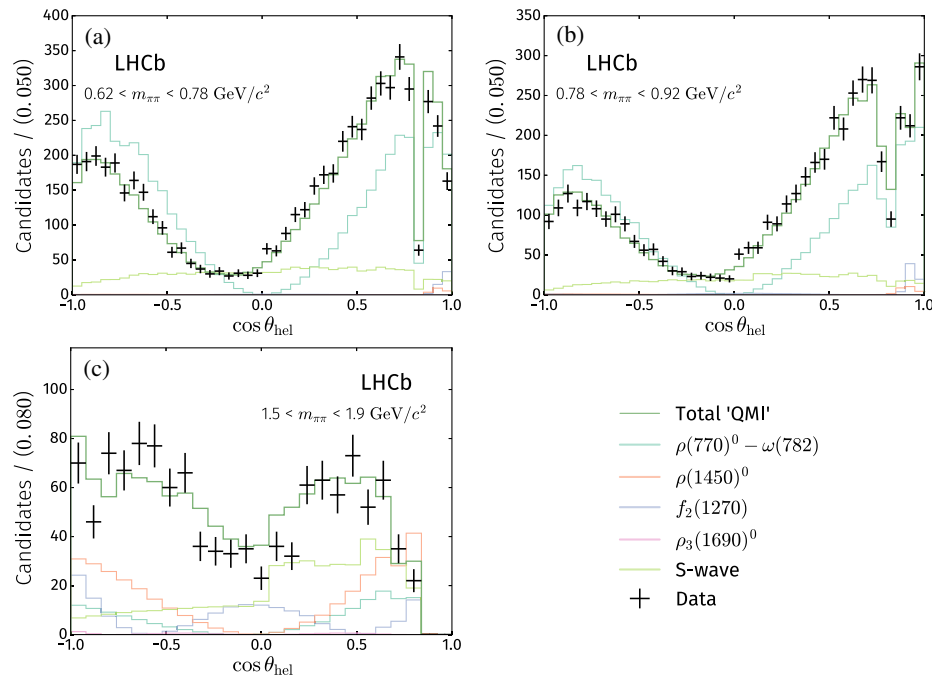 (a)
LHCb
0.62 < m_ππ < 0.78 GeV/c²
Candidates / (0.050)
400
350
300
250
200
150
100
50
0
−1.0 −0.5 0.0 0.5 1.0
cos θ_hel
(b)
LHCb
0.78 < m_ππ < 0.92 GeV/c²
Candidates / (0.050)
350
300
250
200
150
100
50
0
−1.0 −0.5 0.0 0.5 1.0
cos θ_hel
(c)
LHCb
1.5 < m_ππ < 1.9 GeV/c²
Candidates / (0.080)
100
80
60
40
20
0
−1.0 −0.5 0.0 0.5 1.0
cos θ_hel
Total 'QMI'
ρ(770)⁰ − ω(782)
ρ(1450)⁰
f₂(1270)
ρ₃(1690)⁰
S-wave
Data